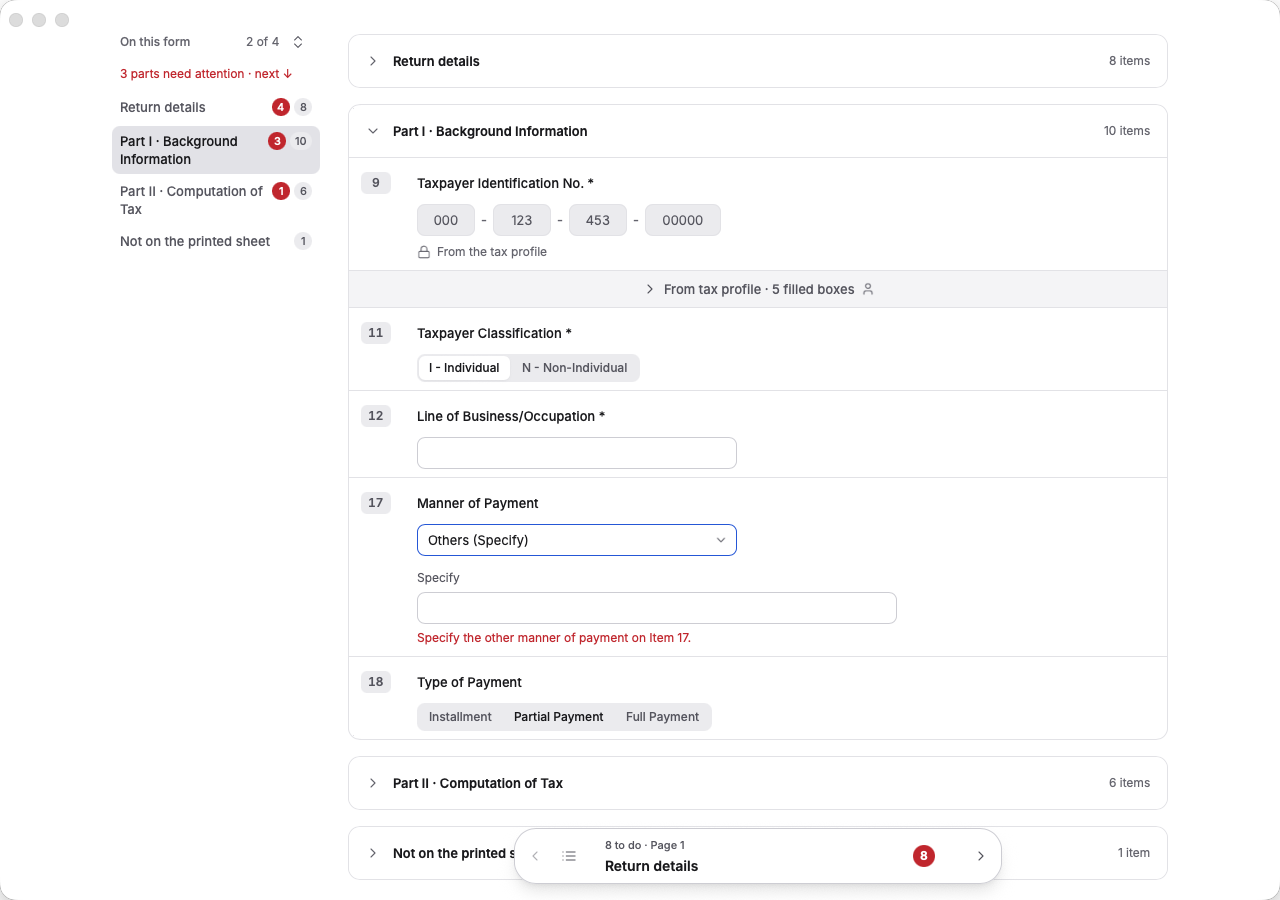 On this form 2 of 4
3 parts need attention · next ↓
Return details 4 8
Part I · Background Information 3 10
Part II · Computation of Tax 1 6
Not on the printed sheet 1
Return details 8 items
Part I · Background Information 10 items
9 Taxpayer Identification No. *
000 - 123 - 453 - 00000
From the tax profile
From tax profile · 5 filled boxes
11 Taxpayer Classification *
I - Individual N - Non-Individual
12 Line of Business/Occupation *
17 Manner of Payment
Others (Specify)
Specify
Specify the other manner of payment on Item 17.
18 Type of Payment
Installment Partial Payment Full Payment
Part II · Computation of Tax 6 items
Not on the printed s 1 item
8 to do · Page 1
Return details 8